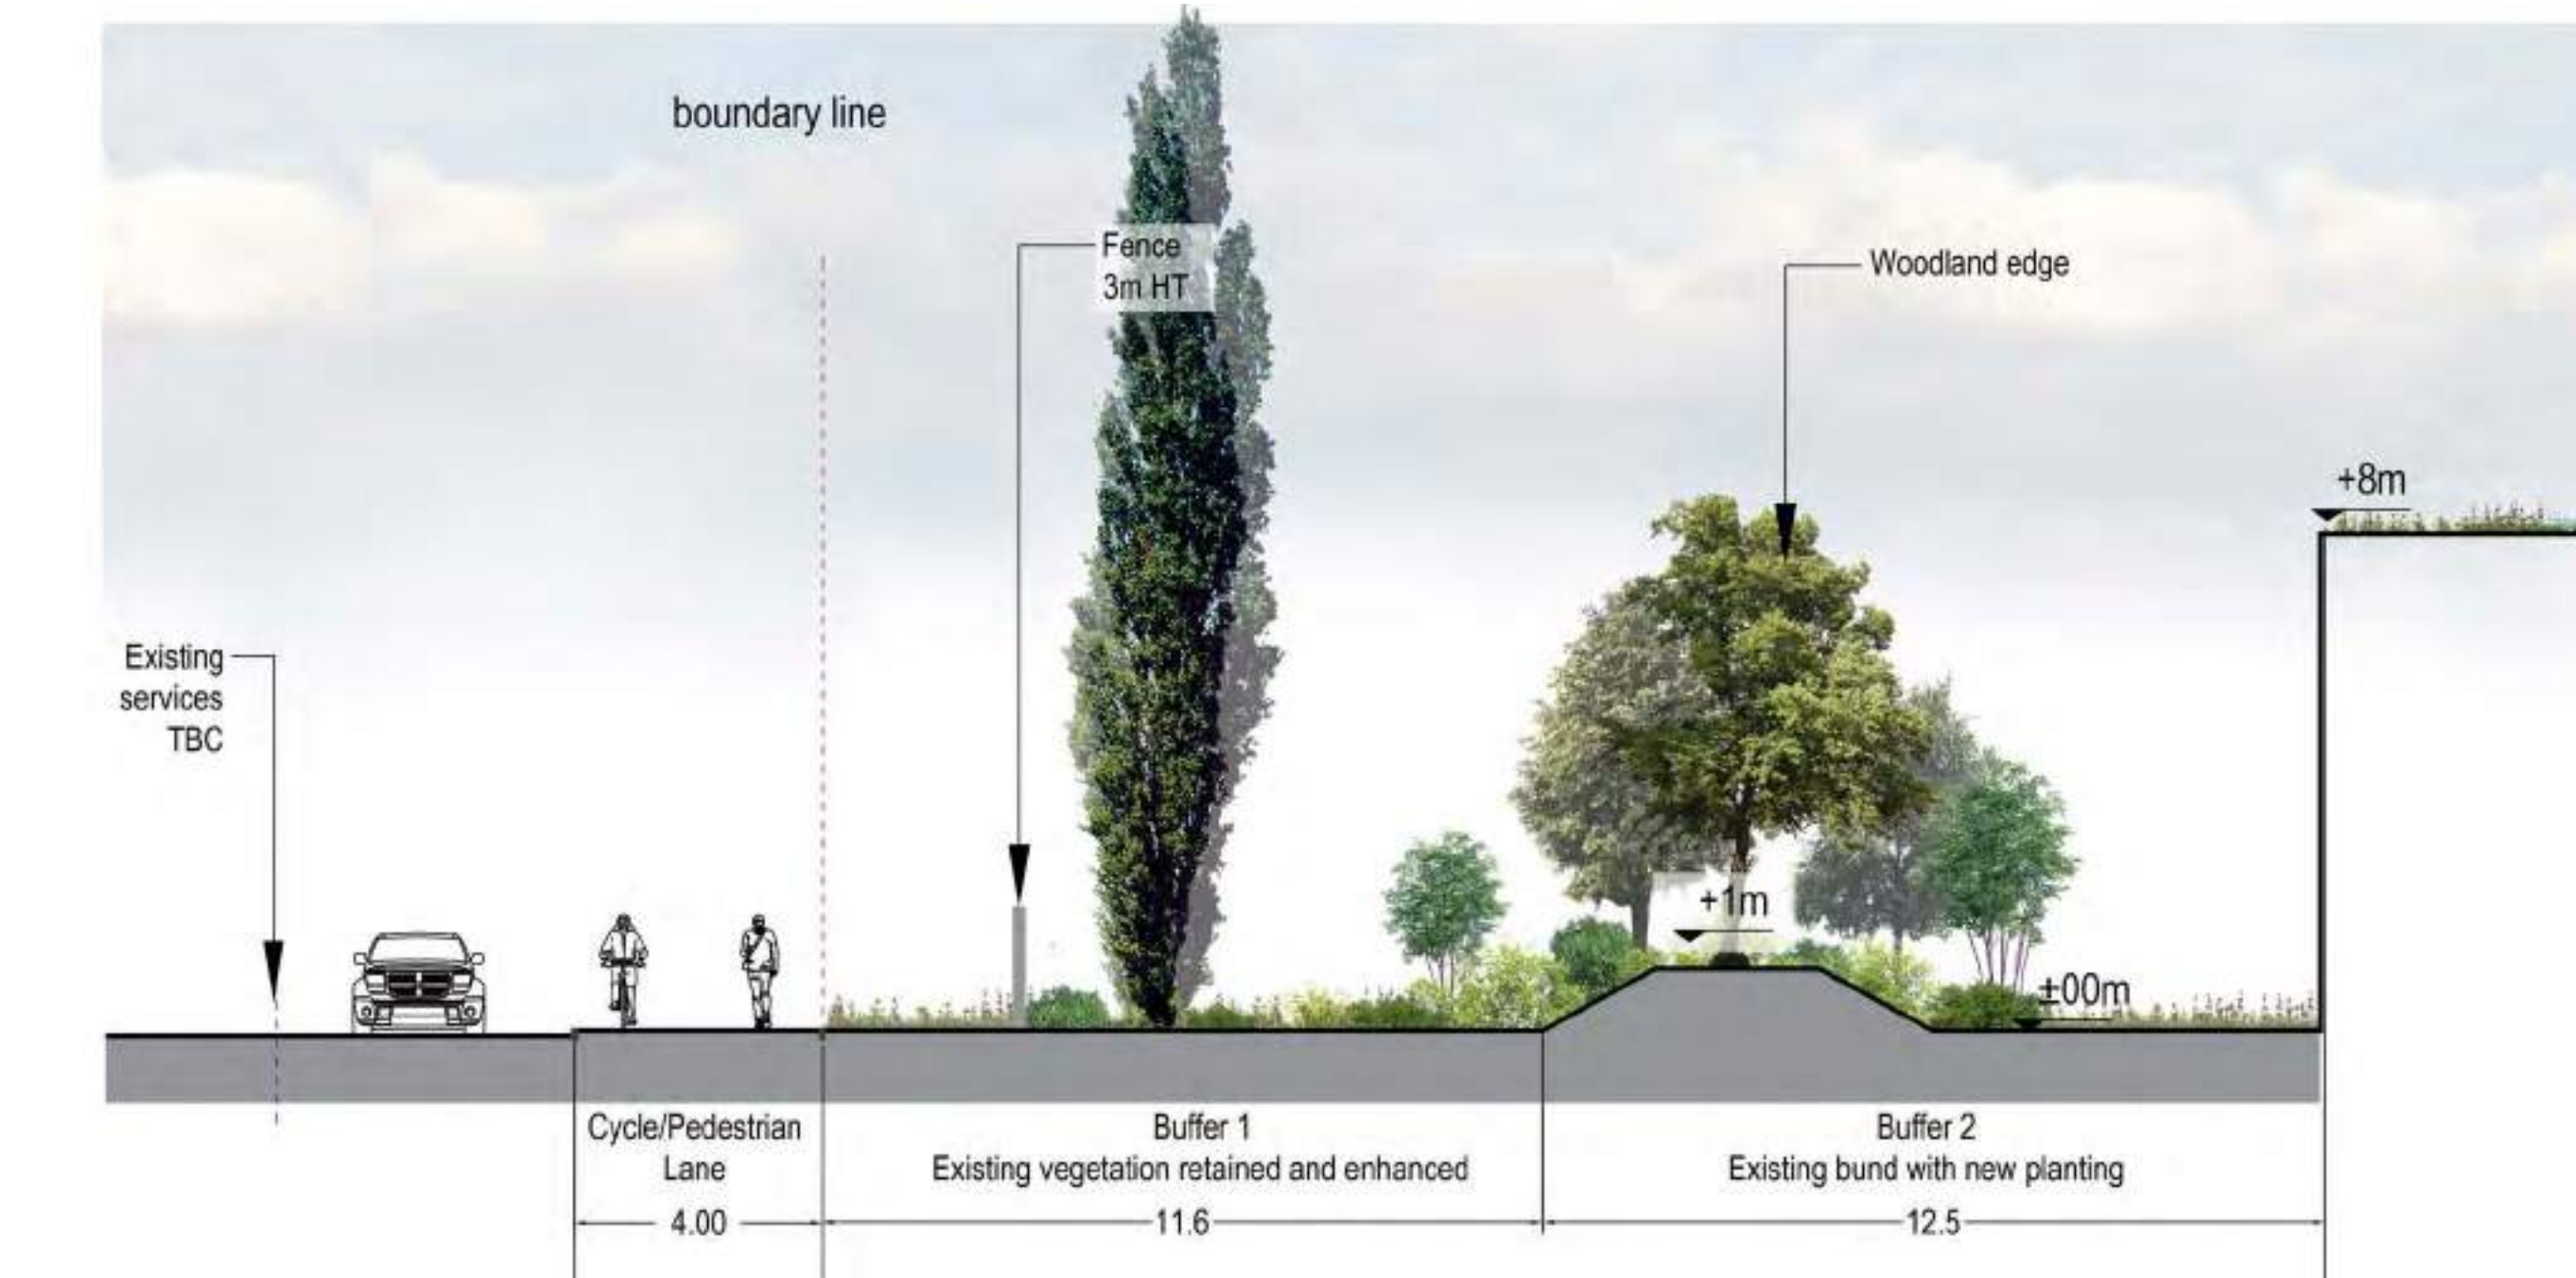 boundary line
Fence
3m HT
Woodland edge
+8m
Existing
services
TBC
+1m
±00m
Cycle/Pedestrian
Lane
4.00
Buffer 1
Existing vegetation retained and enhanced
11.6
Buffer 2
Existing bund with new planting
12.5